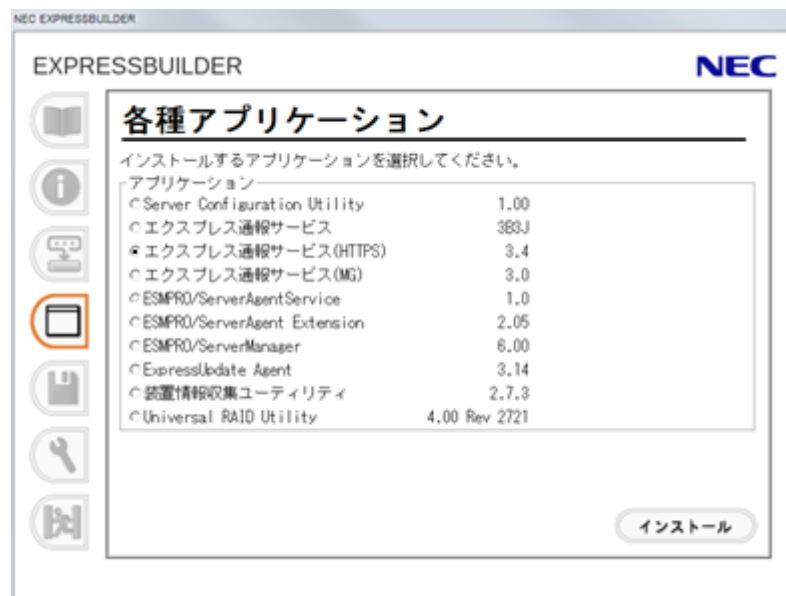 NEC EXPRESSBUILDER
EXPRESSBUILDER
NEC
各種アプリケーション
インストールするアプリケーションを選択してください。
アプリケーション
Server Configuration Utility 1.00
エクスプレス通報サービス 3B3J
エクスプレス通報サービス(HTTPS) 3.4
エクスプレス通報サービス(MG) 3.0
ESMPRO/ServerAgentService 1.0
ESMPRO/ServerAgent Extension 2.05
ESMPRO/ServerManager 6.00
ExpressUpdate Agent 3.14
装置情報収集ユーティリティ 2.7.3
Universal RAID Utility 4.00 Rev 2721
インストール